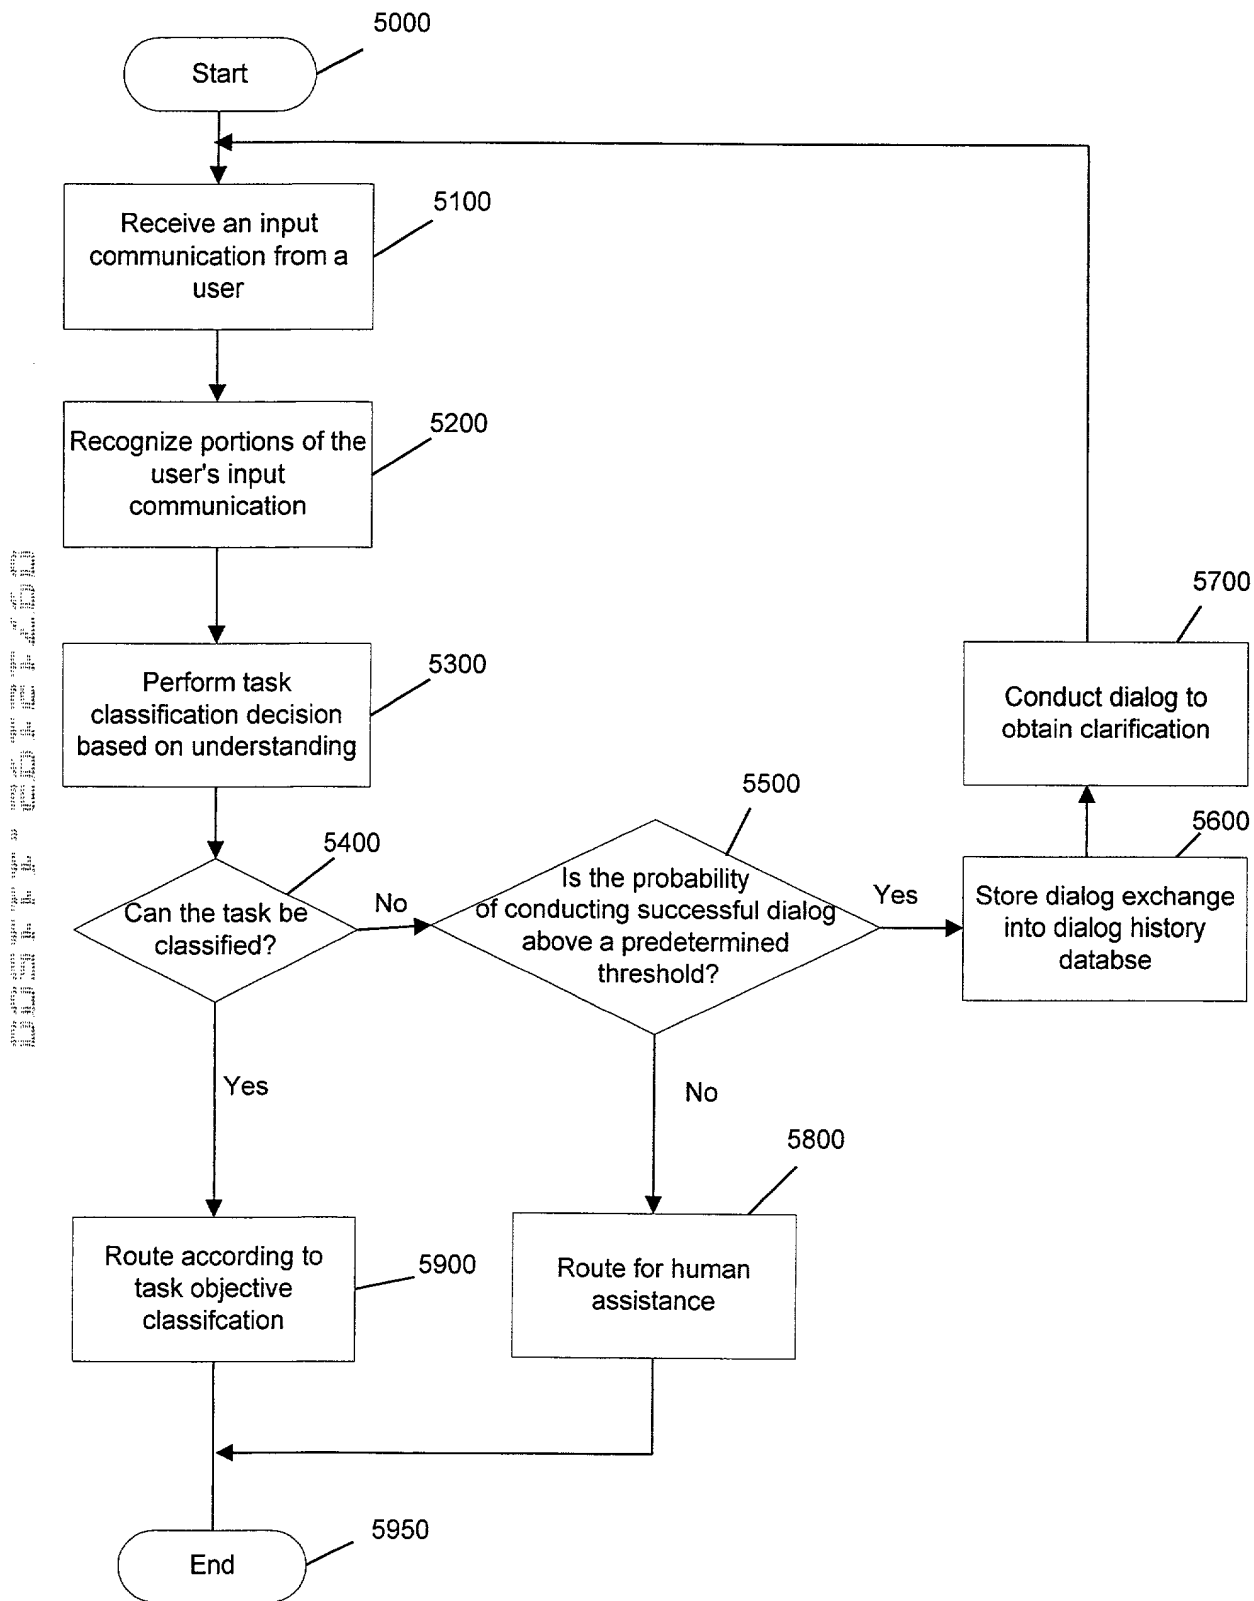 5000
Start
5100
Receive an input
communication from a
user
5200
Recognize portions of the
user's input
communication
5300
Perform task
classification decision
based on understanding
5400
Can the task be
classified?
No
5500
Is the probability
of conducting successful dialog
above a predetermined
threshold?
Yes
5600
Store dialog exchange
into dialog history
databse
5700
Conduct dialog to
obtain clarification
Yes
No
5800
Route for human
assistance
5900
Route according to
task objective
classifcation
5950
End